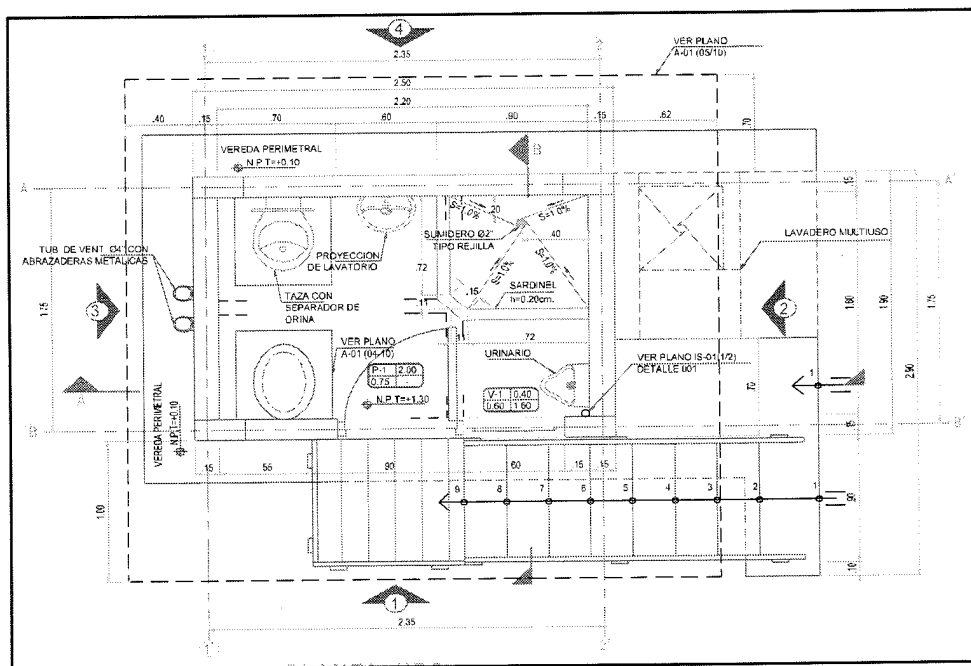 4
2.35
VER PLANO
A-01 (05/10)
2.50
2.20
.40
.15
.70
.60
.90
.15
.62
.70
VEREDA PERIMETRAL
N.P.T=+0.10
B
A
A'
.20
S=1.0%
S=1.0%
SUMIDERO Ø2"
TIPO REJILLA
.40
.15
TUB DE VENT. Ø4" CON
ABRAZADERAS METALICAS
PROYECCION
DE LAVATORIO
.72
S=1.0%
S=1.0%
LAVADERO MULTIUSO
TAZA CON
SEPARADOR DE
ORINA
.15
SARDINEL
h=0.20cm.
3
2
1.75
1.60
1.90
1.75
.11
.72
VER PLANO
A-01 (04-10)
URINARIO
VER PLANO IS-01 1/2)
DETALLE 001
P-1
2.00
0.75
-
V-1
0.40
0.60
1.60
N.P.T=+1.30
.70
1
2.90
A
B
B'
VEREDA PERIMETRAL
N.P.T=+0.10
.15
.15
55
.90
.60
.15
.15
1.00
9
8
7
6
5
4
3
2
1
.90
.10
1
2.35